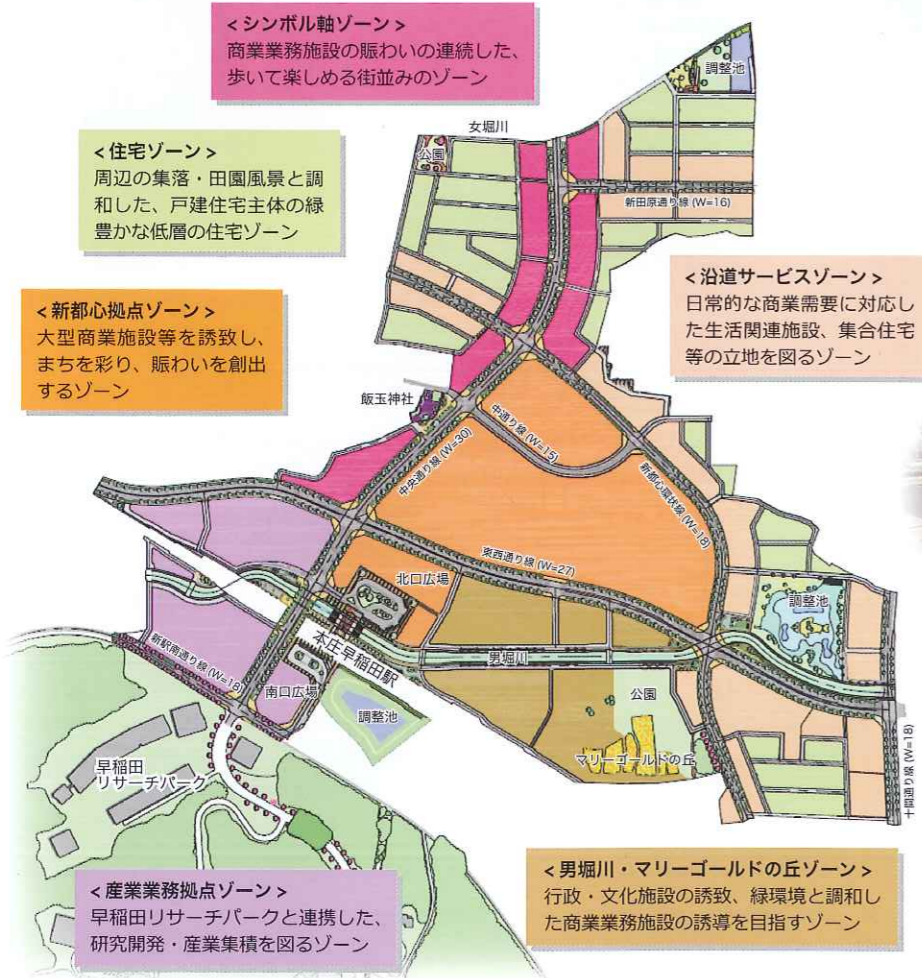 <シンボル軸ゾーン>
商業業務施設の賑わいの連続した、
歩いて楽しめる街並みのゾーン
調整池
女堀川
公園
<住宅ゾーン>
周辺の集落・田園風景と調
和した、戸建住宅主体の緑
豊かな低層の住宅ゾーン
新田原通り線 (W=16)
<沿道サービスゾーン>
日常的な商業需要に対応し
た生活関連施設、集合住宅
等の立地を図るゾーン
<新都心拠点ゾーン>
大型商業施設等を誘致し、
まちを彩り、賑わいを創出
するゾーン
飯玉神社
中通り線 (W=15)
中央通り線 (W=30)
新都心環状線 (W=18)
東西通り線 (W=27)
北口広場
調整池
本庄早稲田駅
男堀川
新駅南通り線 (W=18)
南口広場
公園
調整池
マリーゴールドの丘
早稲田
リサーチパーク
十間通り線 (W=18)
<産業業務拠点ゾーン>
早稲田リサーチパークと連携した、
研究開発・産業集積を図るゾーン
<男堀川・マリーゴールドの丘ゾーン>
行政・文化施設の誘致、緑環境と調和し
た商業業務施設の誘導を目指すゾーン